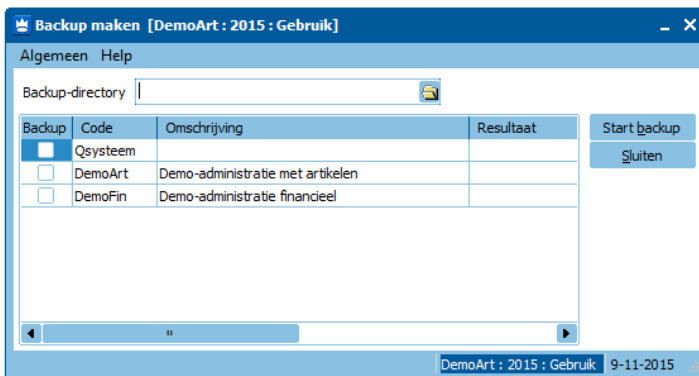 Backup maken [DemoArt : 2015 : Gebruik]
Algemeen Help
Backup-directory
Backup Code Omschrijving Resultaat
Start backup
Qsysteem
Sluiten
DemoArt Demo-administratie met artikelen
DemoFin Demo-administratie financieel
DemoArt : 2015 : Gebruik 9-11-2015